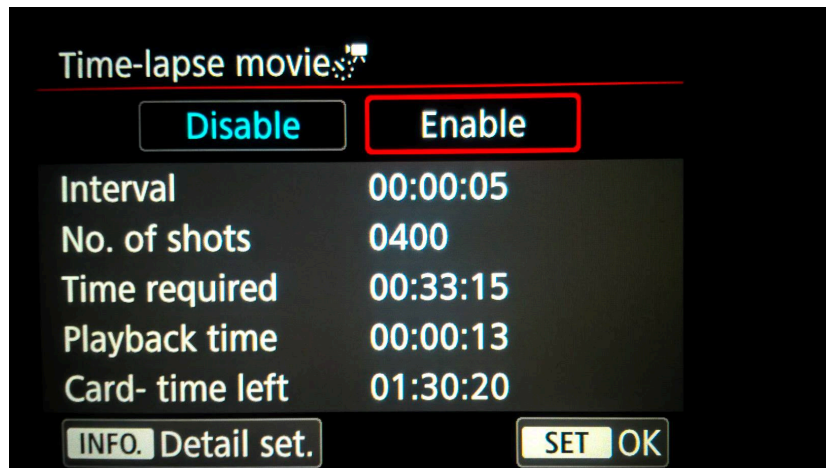 Time-lapse movie
Disable Enable
Interval 00:00:05
No. of shots 0400
Time required 00:33:15
Playback time 00:00:13
Card- time left 01:30:20
INFO. Detail set. SET OK